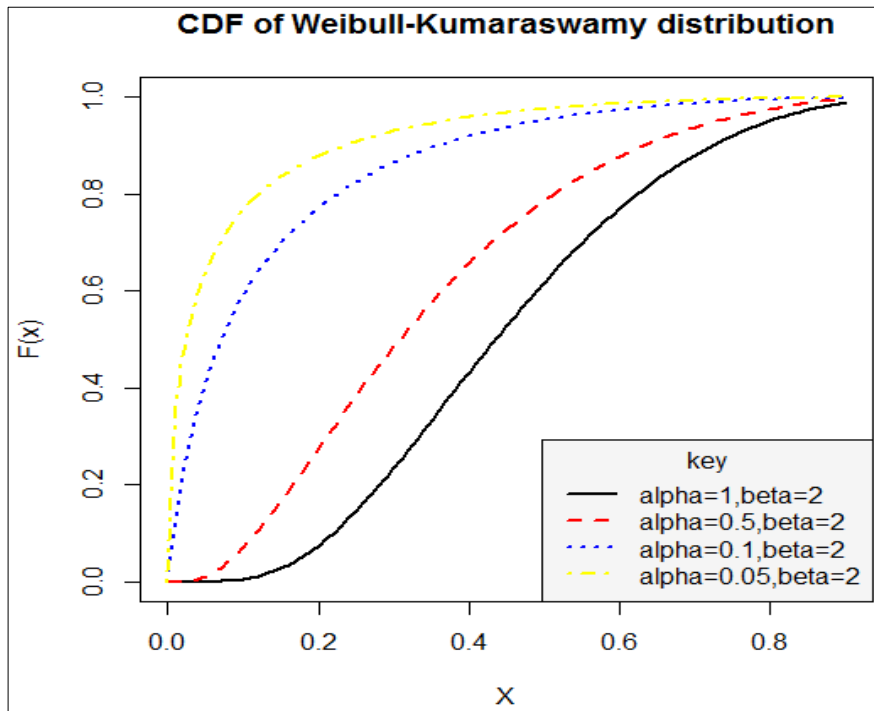 CDF of Weibull-Kumaraswamy distribution
F(x)
1.0
0.8
0.6
0.4
0.2
0.0
key
alpha=1,beta=2
alpha=0.5,beta=2
alpha=0.1,beta=2
alpha=0.05,beta=2
0.0 0.2 0.4 0.6 0.8
X